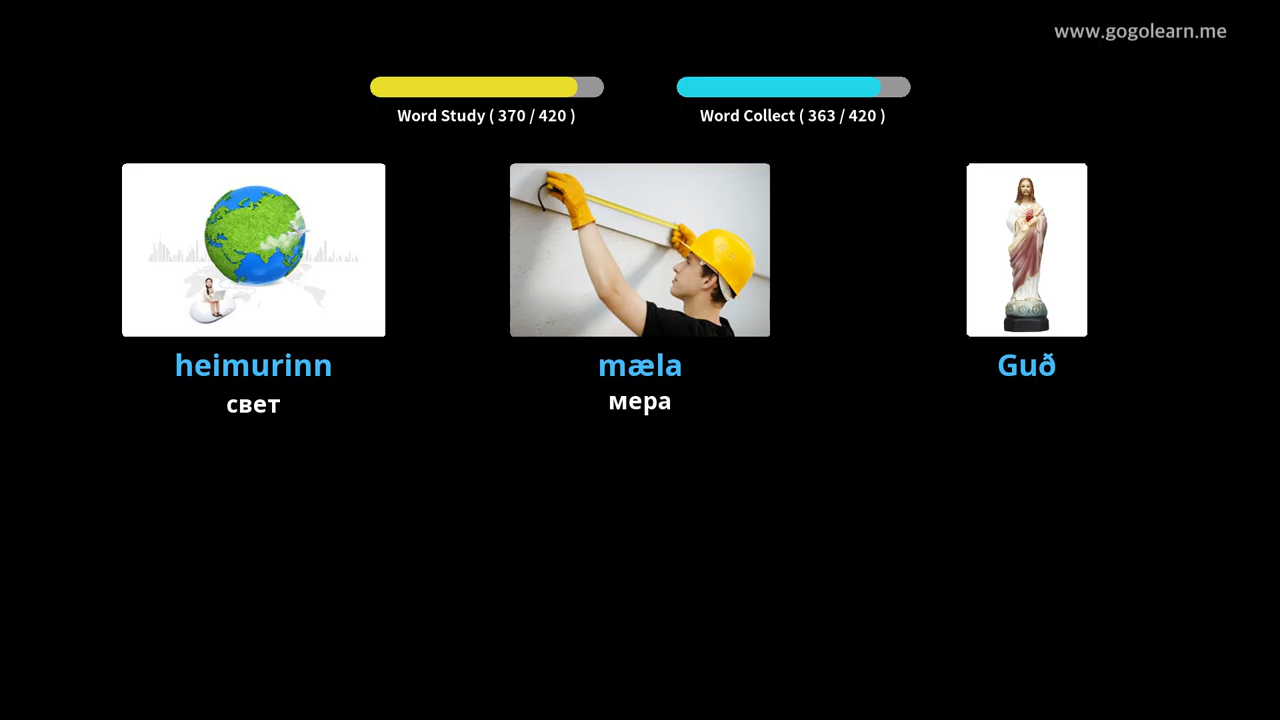 www.gogolearn.me
Word Study ( 370 / 420 )
Word Collect ( 363 / 420 )
heimurinn
mæla
Guð
свет
мера